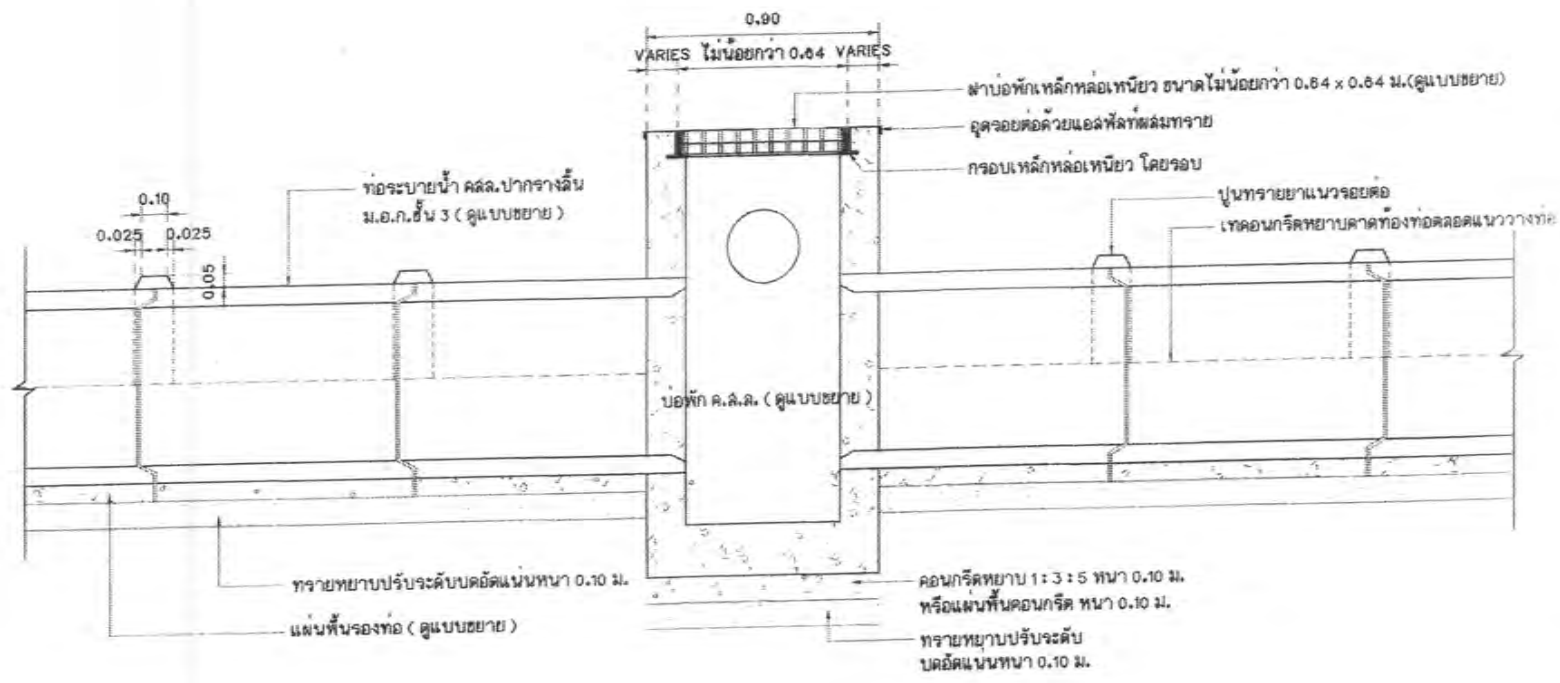 0.90
VARIES ไม่น้อยกว่า 0.64 VARIES
ฝาบ่อพักเหล็กหล่อเหนียว ขนาดไม่น้อยกว่า 0.64 x 0.64 ม.(ดูแบบขยาย)
อุดรอยต่อด้วยแอสฟัลท์ผสมทราย
กรอบเหล็กหล่อเหนียว โดยรอบ
ท่อระบายน้ำ คสล.ปากรางลิ้น
ม.อ.ก.ชั้น 3 ( ดูแบบขยาย )
ปูนทรายยาแนวรอยต่อ
เทคอนกรีตหยาบดาดท้องท่อตลอดแนววางท่อ
0.10
0.025
0.025
0.05
บ่อพัก ค.ส.ล. ( ดูแบบขยาย )
ทรายหยาบปรับระดับบดอัดแน่นหนา 0.10 ม.
แผ่นพื้นรองท่อ ( ดูแบบขยาย )
คอนกรีตหยาบ 1 : 3 : 5 หนา 0.10 ม.
หรือแผ่นพื้นคอนกรีต หนา 0.10 ม.
ทรายหยาบปรับระดับ
บดอัดแน่นหนา 0.10 ม.